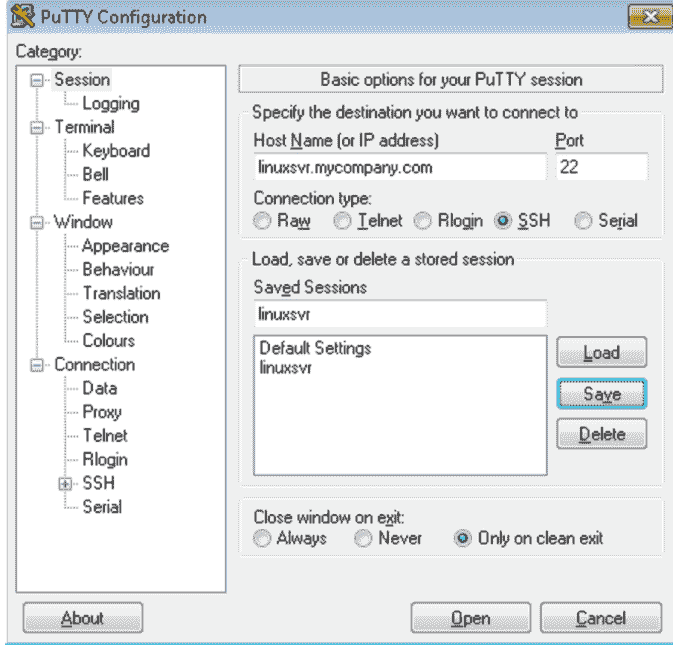 PuTTY Configuration
Category:
Session
Logging
Terminal
Keyboard
Bell
Features
Window
Appearance
Behaviour
Translation
Selection
Colours
Connection
Data
Proxy
Telnet
Rlogin
SSH
Serial
Basic options for your PuTTY session
Specify the destination you want to connect to
Host Name (or IP address) Port
linuxsvr.mycompany.com 22
Connection type:
Raw Telnet Rlogin SSH Serial
Load, save or delete a stored session
Saved Sessions
linuxsvr
Default Settings
linuxsvr
Load
Save
Delete
Close window on exit:
Always Never Only on clean exit
About Open Cancel